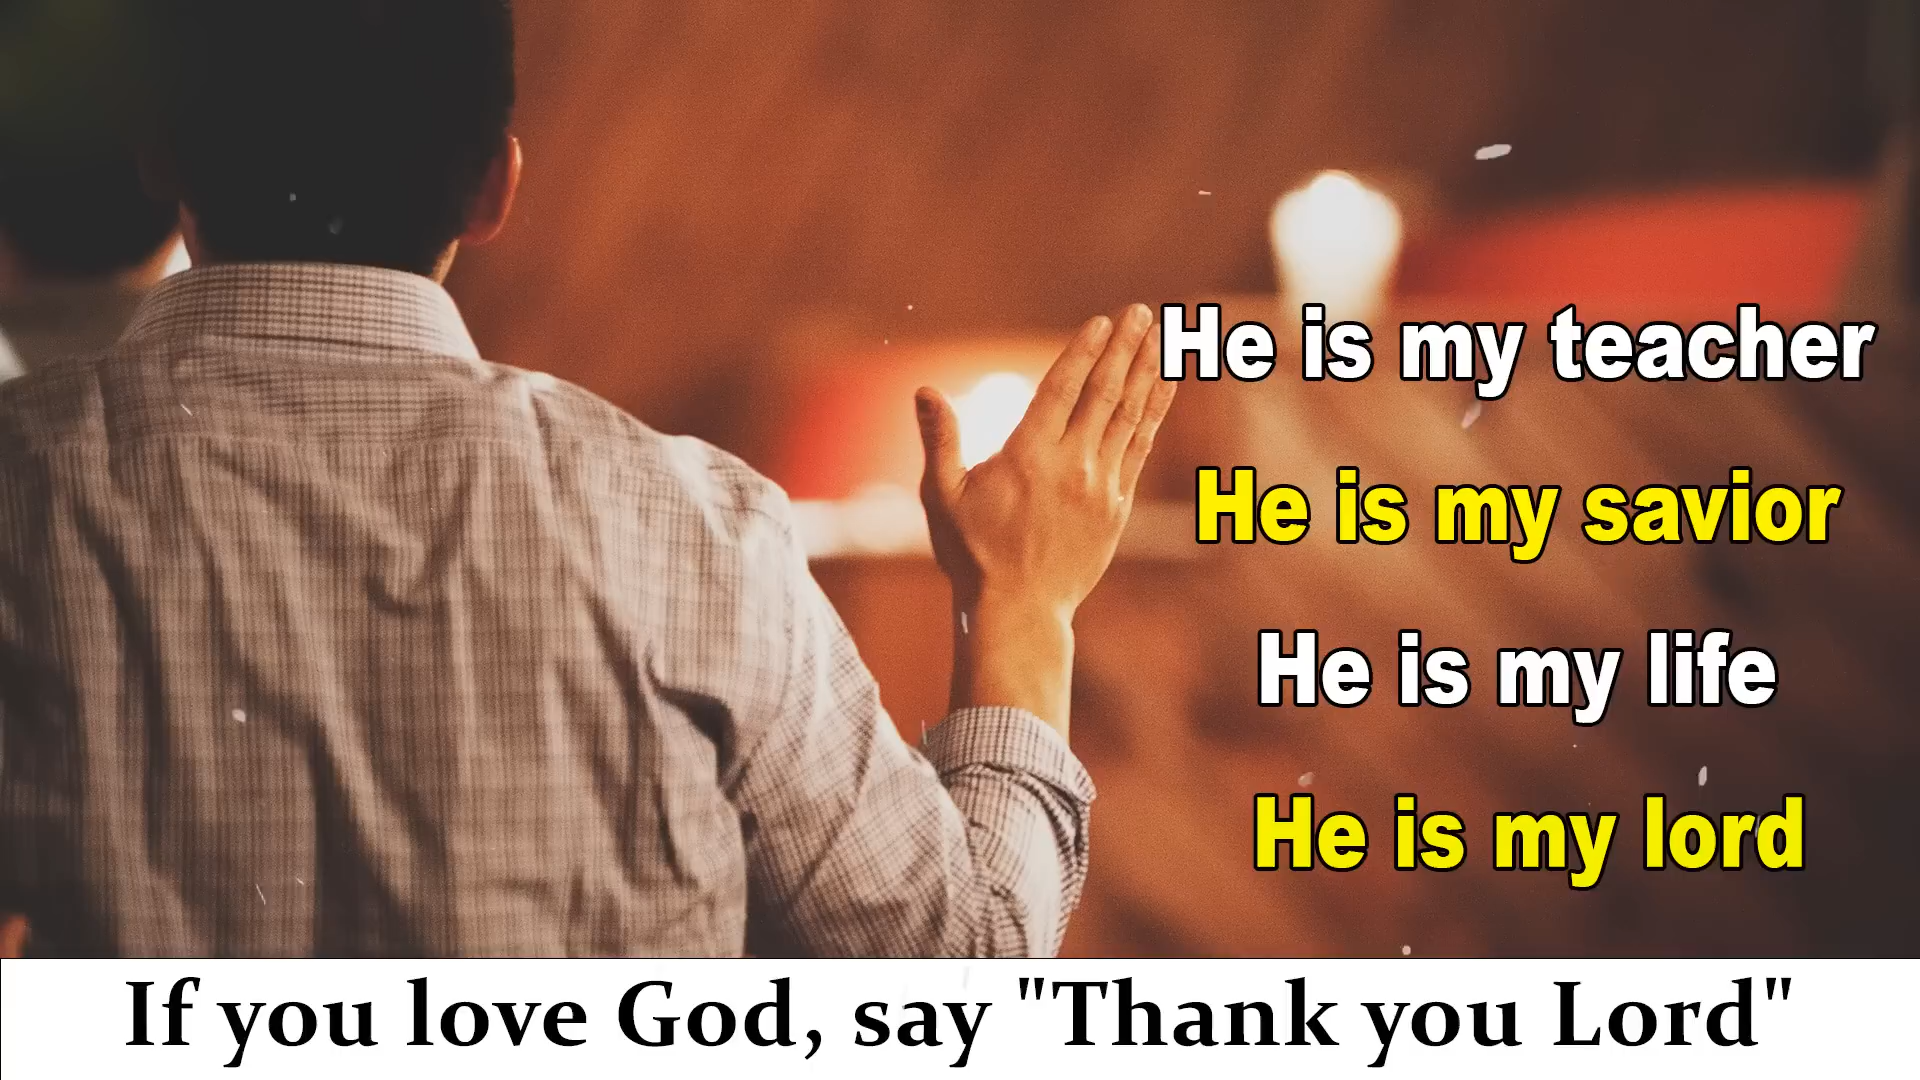 He is my teacher
He is my savior
He is my life
He is my lord
If you love God, say "Thank you Lord"